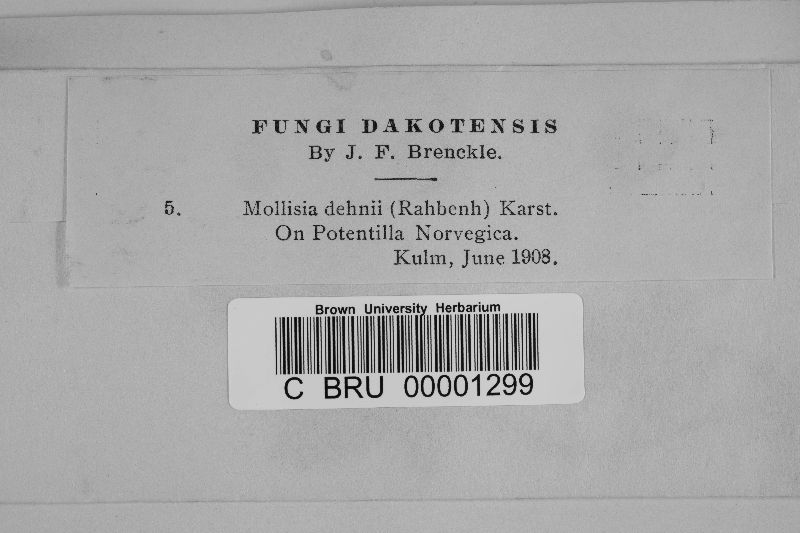 FUNGI DAKOTENSIS
By J. F. Brenckle.
5. Mollisia dehnii (Rahbenh) Karst.
On Potentilla Norvegica.
Kulm, June 1908.
Brown University Herbarium
C BRU 00001299